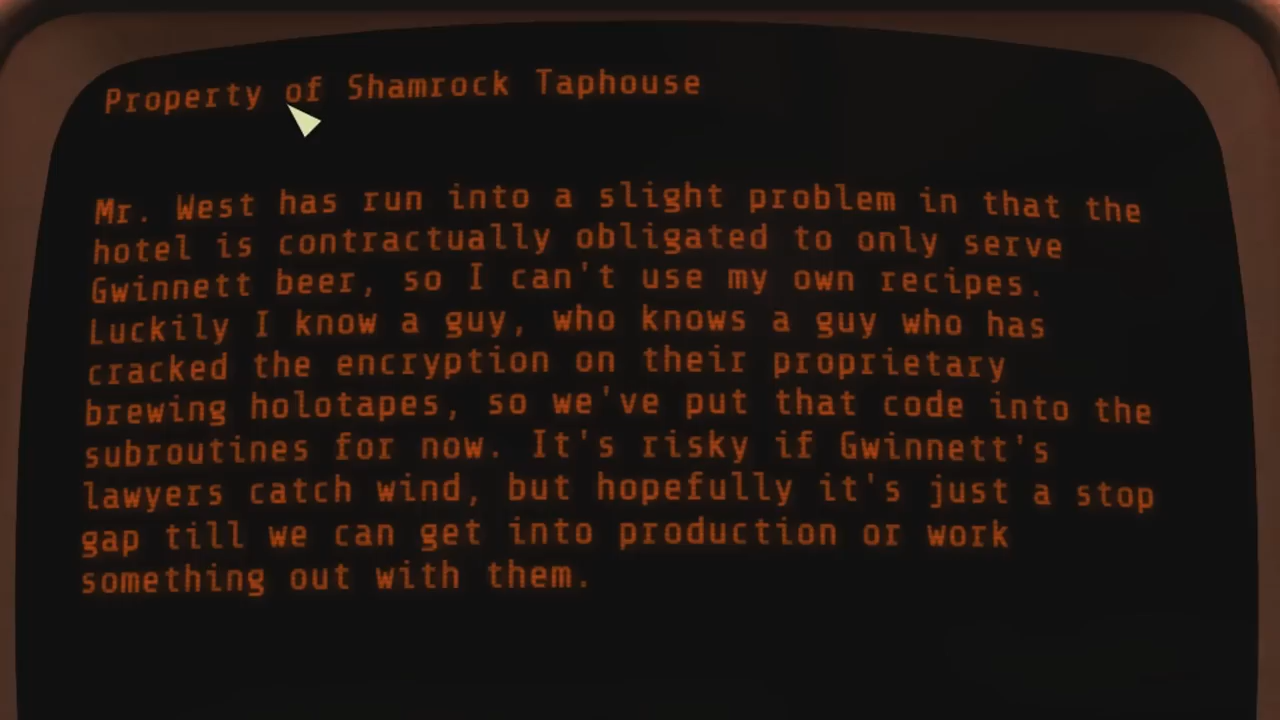 Property of Shamrock Taphouse
Mr. West has run into a slight problem in that the
hotel is contractually obligated to only serve
Gwinnett beer, so I can't use my own recipes.
Luckily I know a guy, who knows a guy who has
cracked the encryption on their proprietary
brewing holotapes, so we've put that code into the
subroutines for now. It's risky if Gwinnett's
lawyers catch wind, but hopefully it's just a stop
gap till we can get into production or work
something out with them.